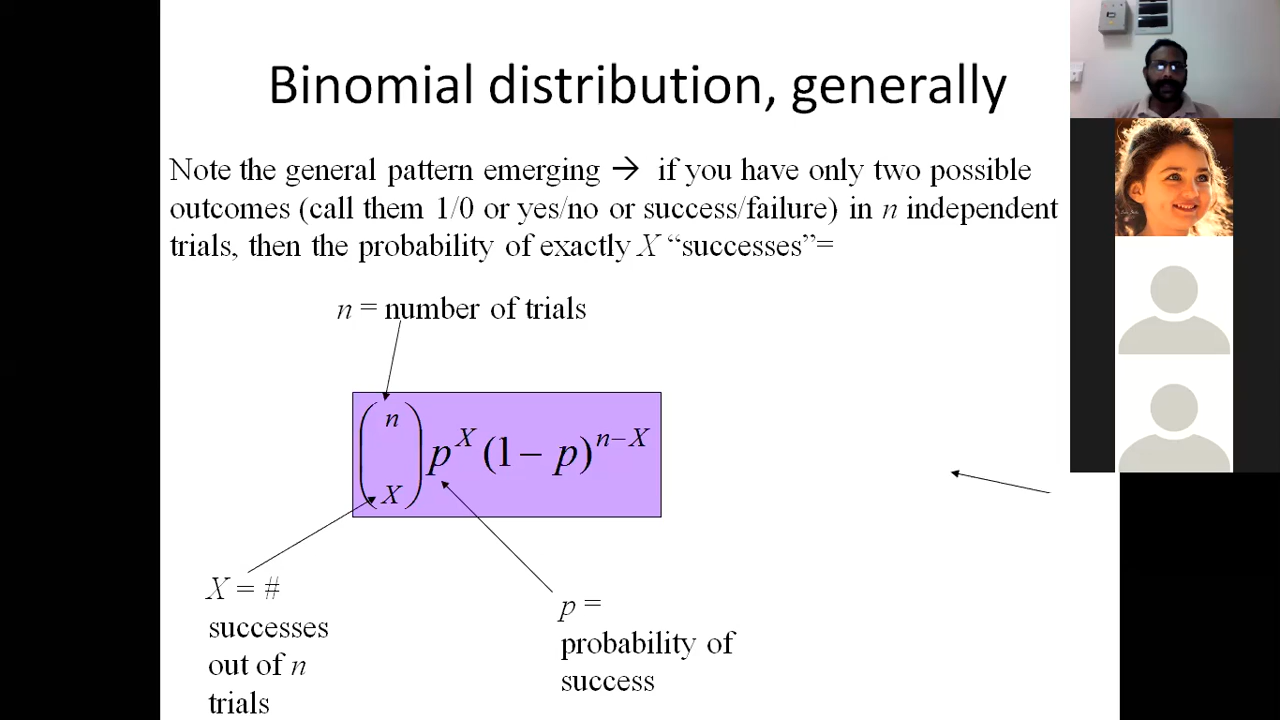 Binomial distribution, generally
Note the general pattern emerging → if you have only two possible
outcomes (call them 1/0 or yes/no or success/failure) in n independent
trials, then the probability of exactly X “successes”=
n = number of trials
(n X) p^X (1 − p)^{n−X}
X = #
successes
out of n
trials
p =
probability of
success